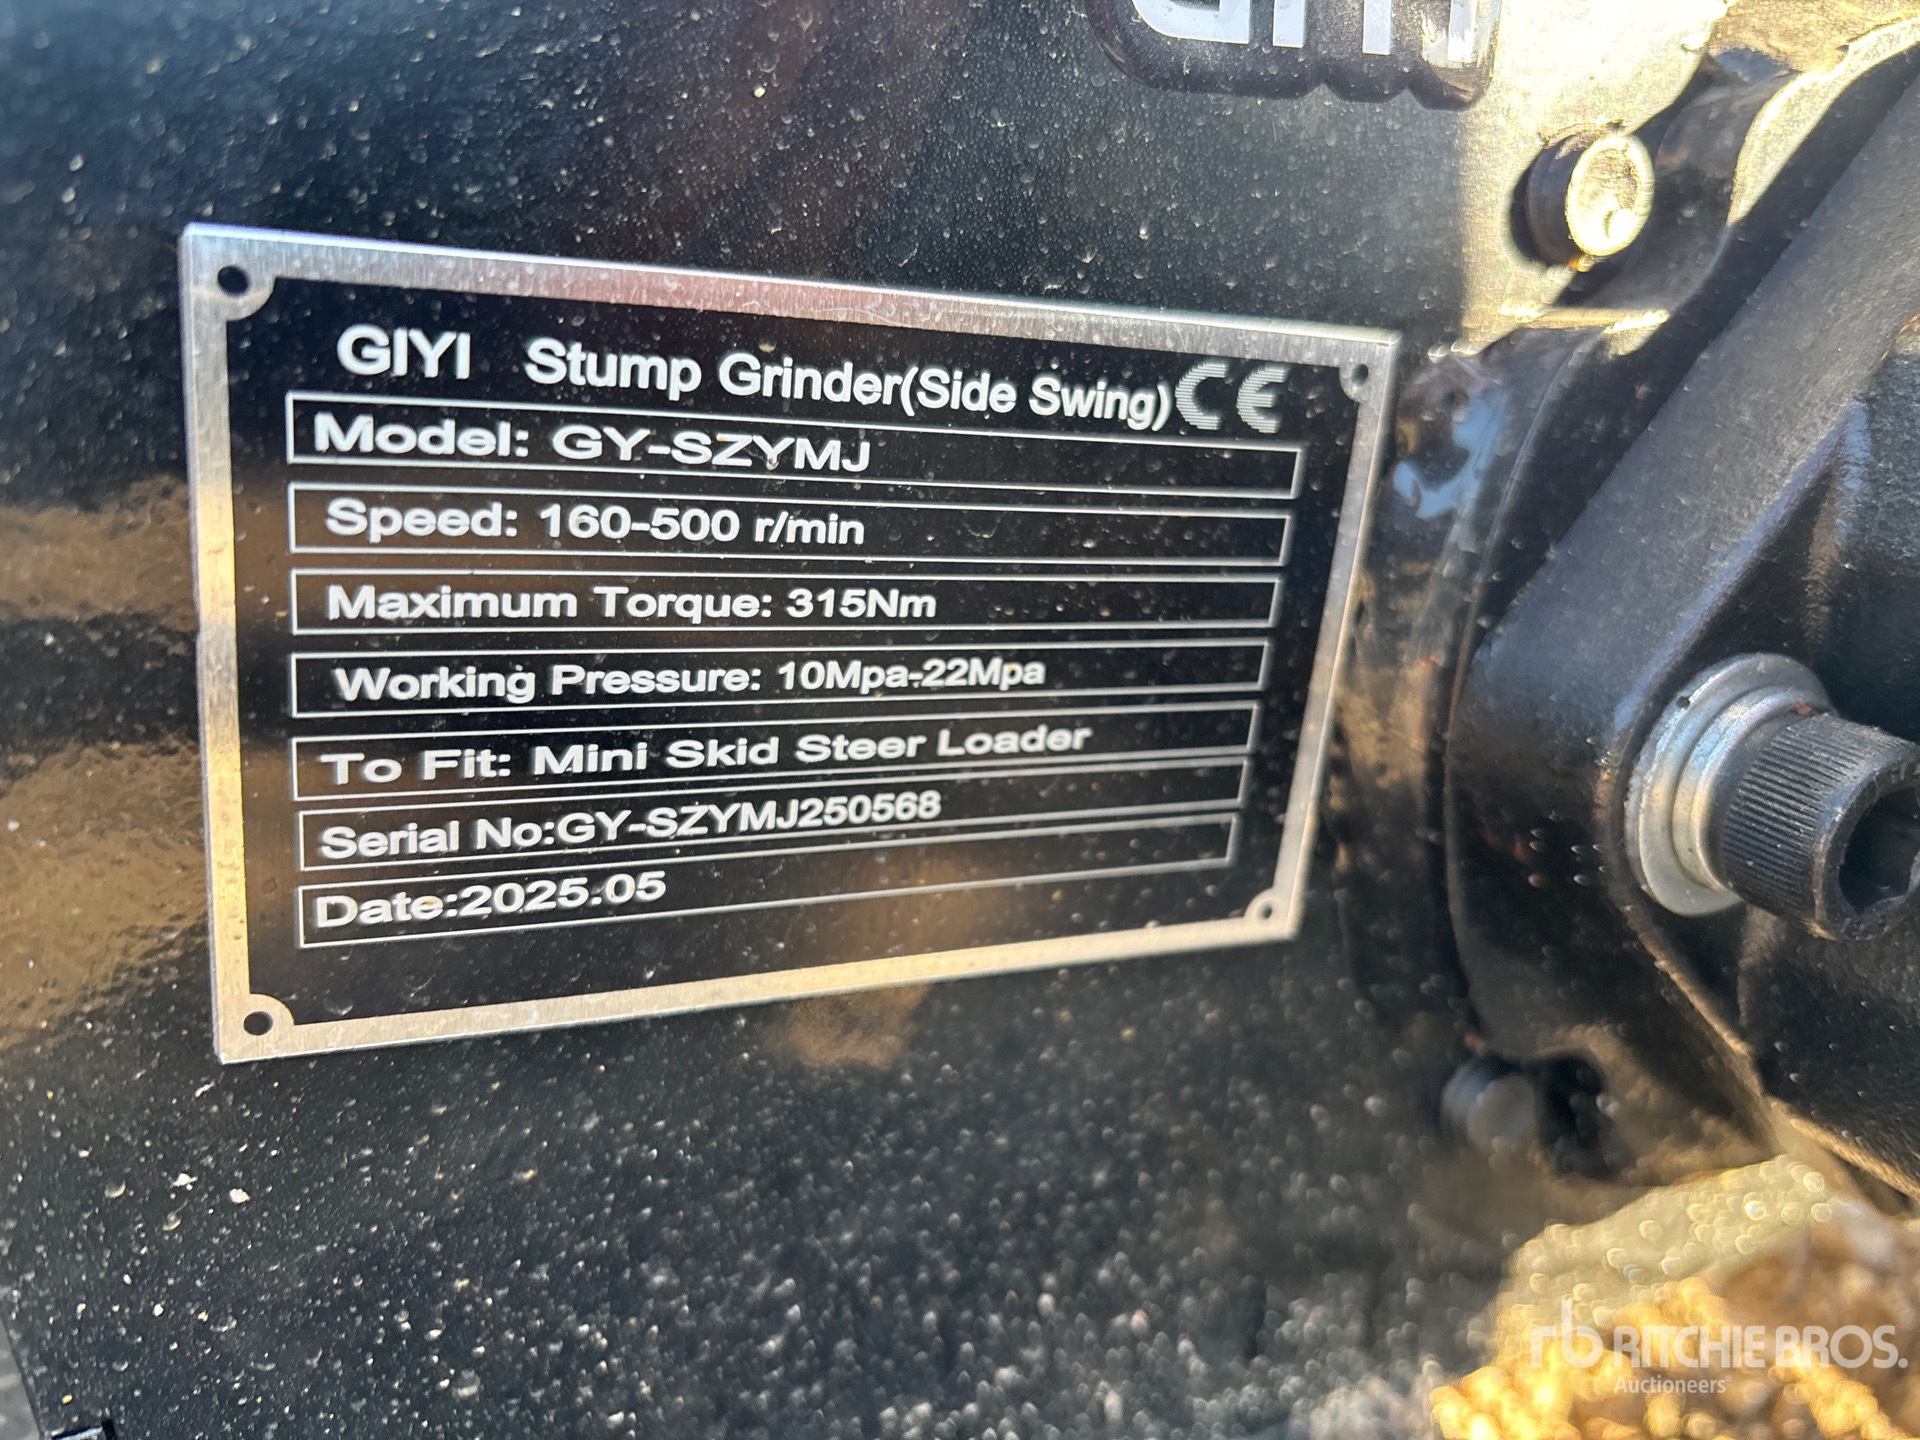 GIYI Stump Grinder(Side Swing) CE
Model: GY-SZYMJ
Speed: 160-500 r/min
Maximum Torque: 315Nm
Working Pressure: 10Mpa-22Mpa
To Fit: Mini Skid Steer Loader
Serial No:GY-SZYMJ250568
Date:2025.05
rb RITCHIE BROS.
Auctioneers